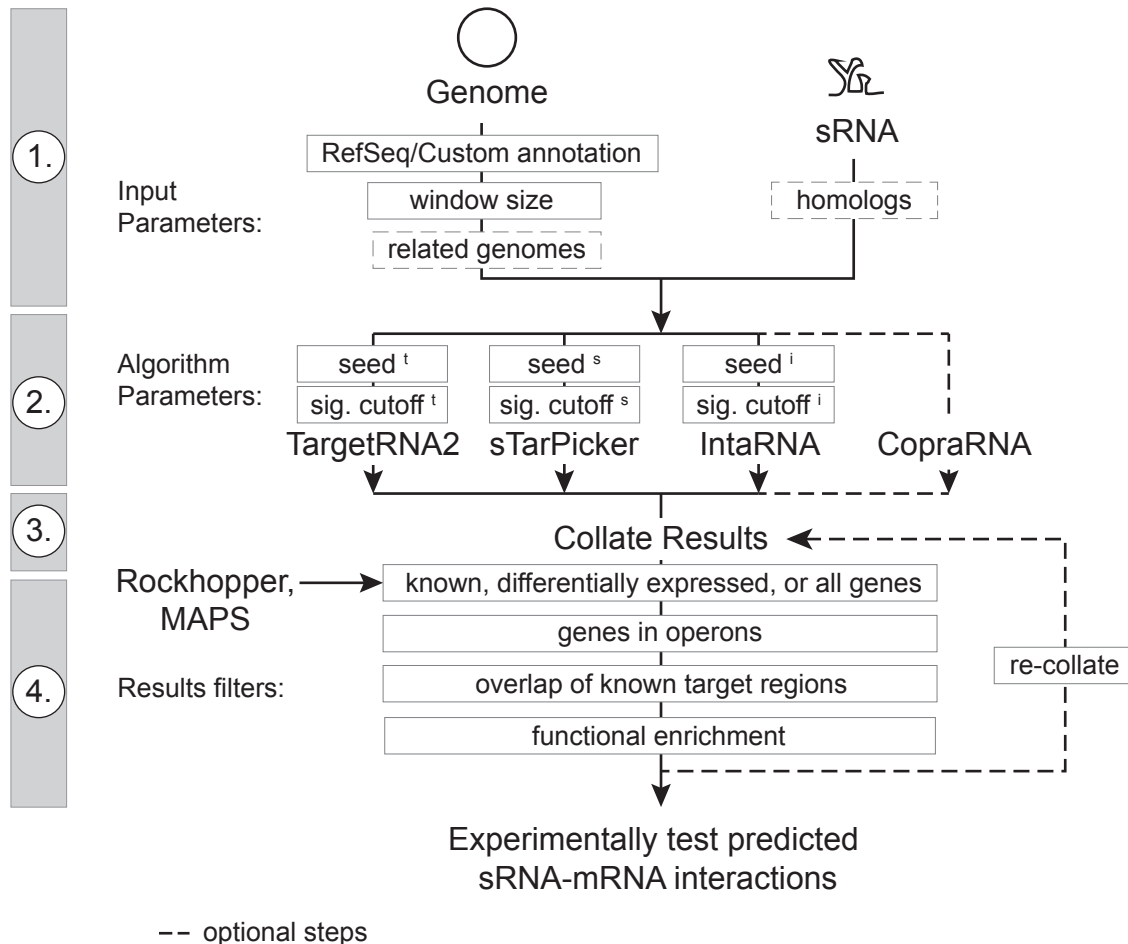 1.
Genome
sRNA
RefSeq/Custom annotation
Input
Parameters:
window size
homologs
related genomes
2.
Algorithm
Parameters:
seed t
seed s
seed i
sig. cutoff t
sig. cutoff s
sig. cutoff i
TargetRNA2
sTarPicker
IntaRNA
CopraRNA
3.
Collate Results
4.
Rockhopper,
MAPS
known, differentially expressed, or all genes
genes in operons
re-collate
Results filters:
overlap of known target regions
functional enrichment
Experimentally test predicted
sRNA-mRNA interactions
-- optional steps